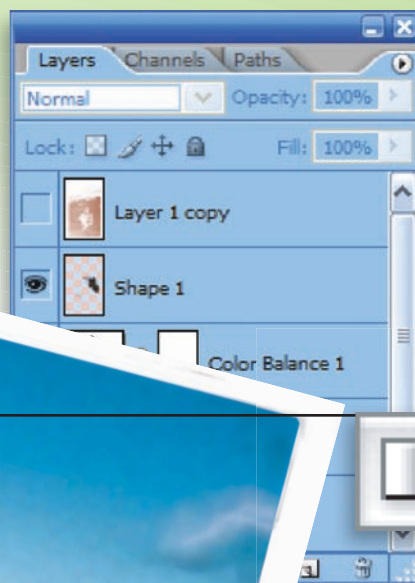 Layers Channels Paths
Normal Opacity: 100%
Lock: Fill: 100%
Layer 1 copy
Shape 1
Color Balance 1